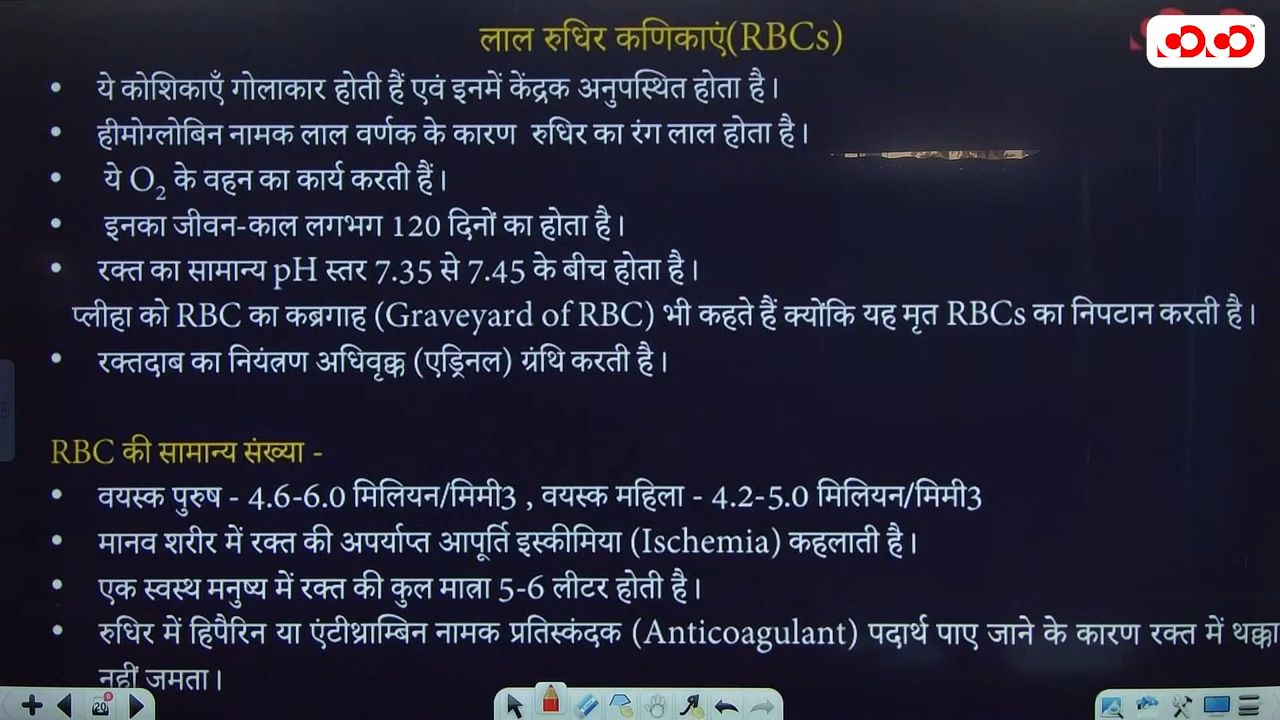 लाल रुधिर कणिकाएं(RBCs)
• ये कोशिकाएँ गोलाकार होती हैं एवं इनमें केंद्रक अनुपस्थित होता है।
• हीमोग्लोबिन नामक लाल वर्णक के कारण रुधिर का रंग लाल होता है।
• ये O₂ के वहन का कार्य करती हैं।
• इनका जीवन-काल लगभग 120 दिनों का होता है।
• रक्त का सामान्य pH स्तर 7.35 से 7.45 के बीच होता है।
प्लीहा को RBC का कब्रगाह (Graveyard of RBC) भी कहते हैं क्योंकि यह मृत RBCs का निपटान करती है।
• रक्तदाब का नियंत्रण अधिवृक्क (एड्रिनल) ग्रंथि करती है।
RBC की सामान्य संख्या -
• वयस्क पुरुष - 4.6-6.0 मिलियन/मिमी3 , वयस्क महिला - 4.2-5.0 मिलियन/मिमी3
• मानव शरीर में रक्त की अपर्याप्त आपूर्ति इस्कीमिया (Ischemia) कहलाती है।
• एक स्वस्थ मनुष्य में रक्त की कुल मात्रा 5-6 लीटर होती है।
• रुधिर में हिपैरिन या एंटीथ्राम्बिन नामक प्रतिस्कंदक (Anticoagulant) पदार्थ पाए जाने के कारण रक्त में थक्का
नहीं जमता।
20